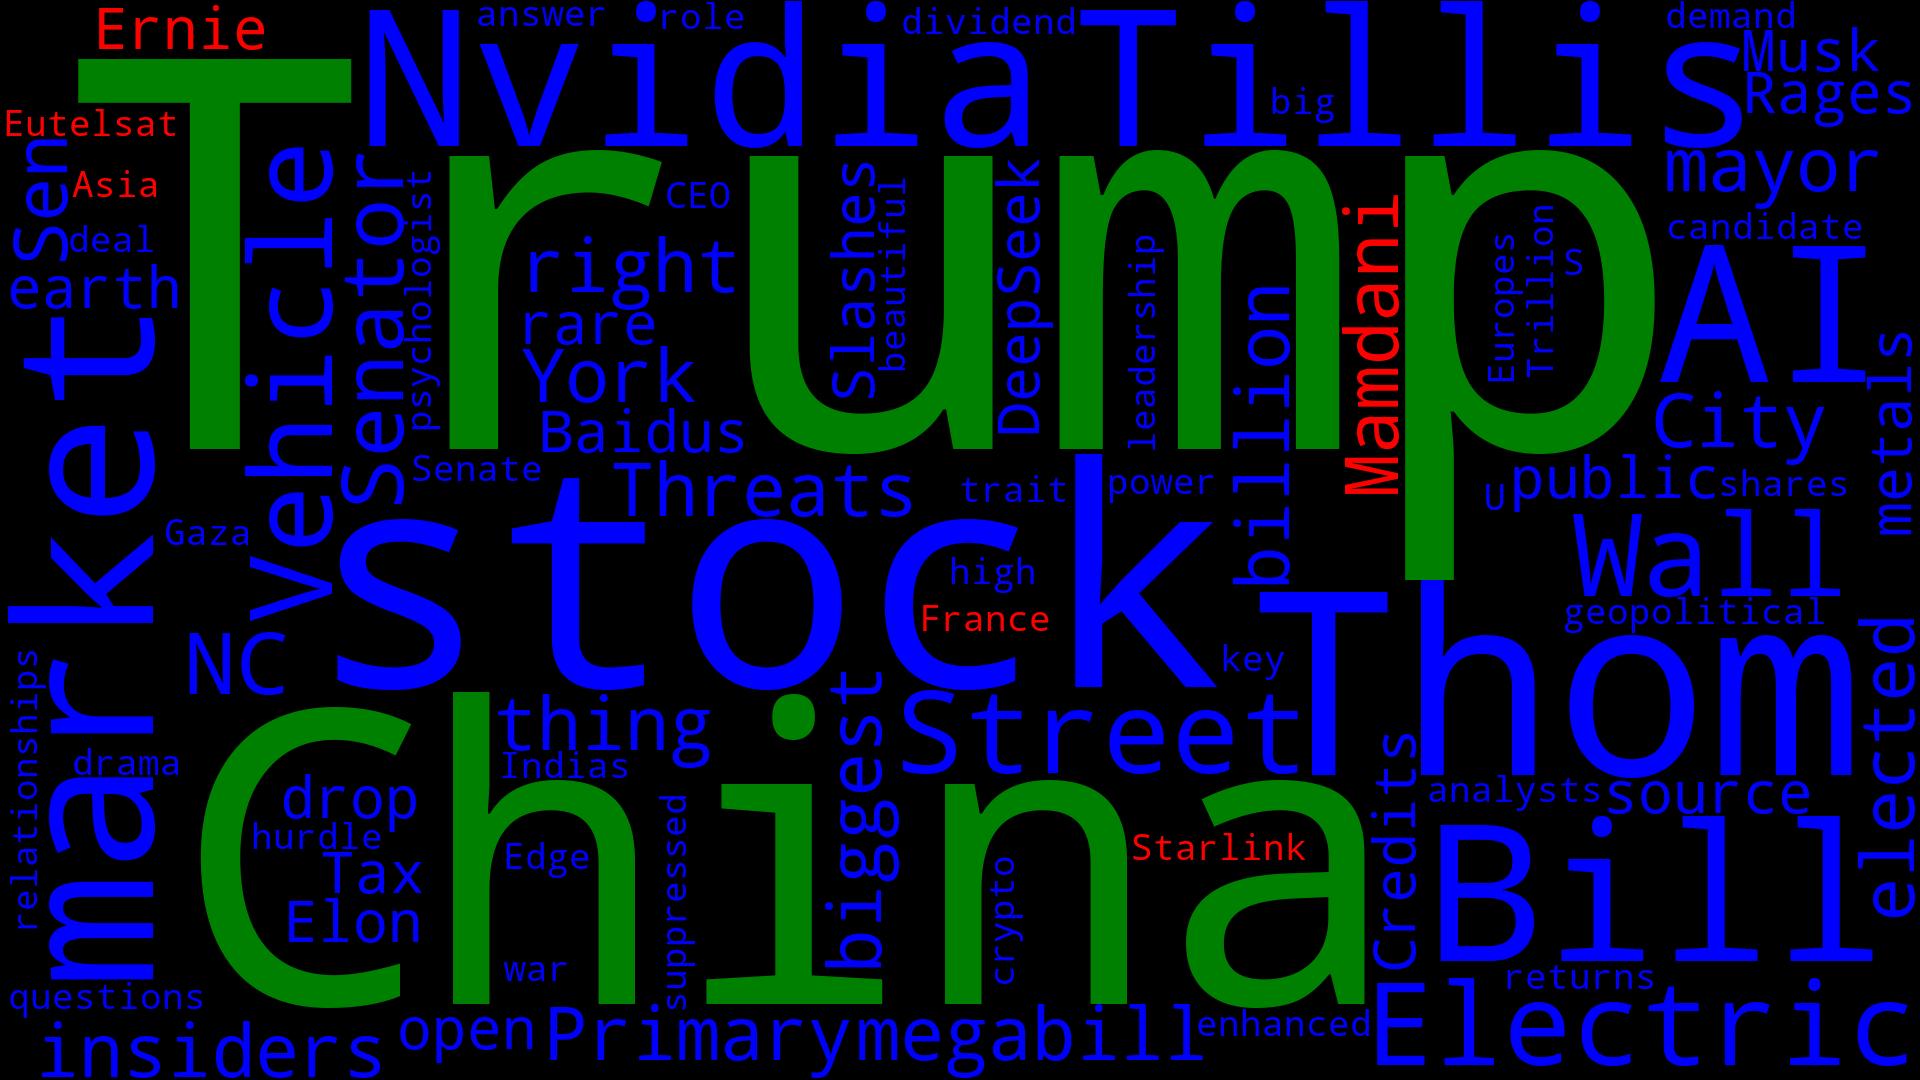 Ernie
Nvidia
answer
role
dividend
Tillis
demand
Musk
Rages
big
Eutelsat
Trump
Sen
Asia
mayor
Vehicle
Senator
psychologist
CEO
Slashes
beautiful
DeepSeek
Mamdani
deal
earth
right
rare
York
Baidus
leadership
billion
Europes
Trillion
S
candidate
AI
metals
City
market
Senate
Threats
trait
power
U
public
shares
Gaza
stock
high
France
Wall
geopolitical
NC
key
Thom
elected
relationships
China
thing
Indias
biggest
Street
drama
drop
hurdle
Tax
Elon
Edge
war
suppressed
crypto
Starlink
Credits
analysts
source
Bill
returns
questions
insiders
open
Primary
megabill
enhanced
Electric